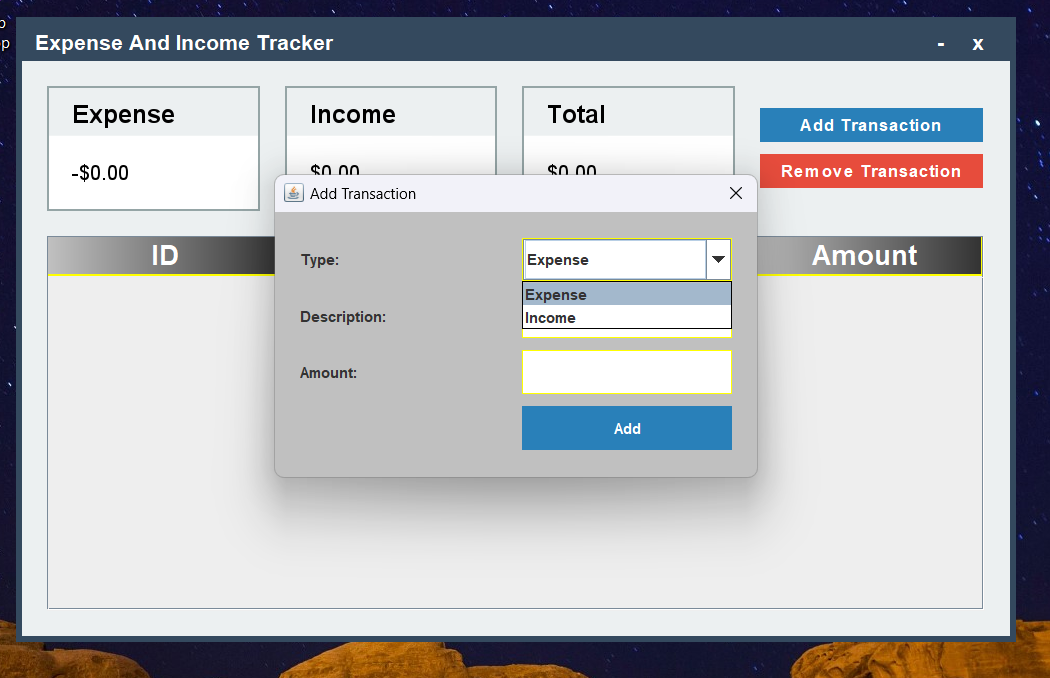 Expense And Income Tracker
- x
Expense
Income
Total
-$0.00
$0.00
$0.00
Add Transaction
Remove Transaction
ID
Amount
Add Transaction
Type:
Expense
Expense
Income
Description:
Amount:
Add